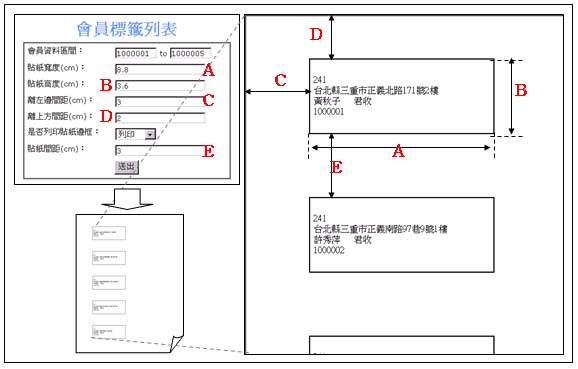 會員標籤列表
會員資料區間： 1000001 to 1000005
貼紙寬度(cm)： 8.8 A
貼紙高度(cm)： B 3.6
離左邊間距(cm)： 3 C
離上方間距(cm)： D 2
是否列印貼紙邊框： 列印
貼紙間距(cm)： 3 E
送出
D
C
241
台北縣三重市正義北路171號2樓
黃秋子 君收
1000001
B
A
E
241
台北縣三重市正義南路97巷9號1樓
許秀萍 君收
1000002